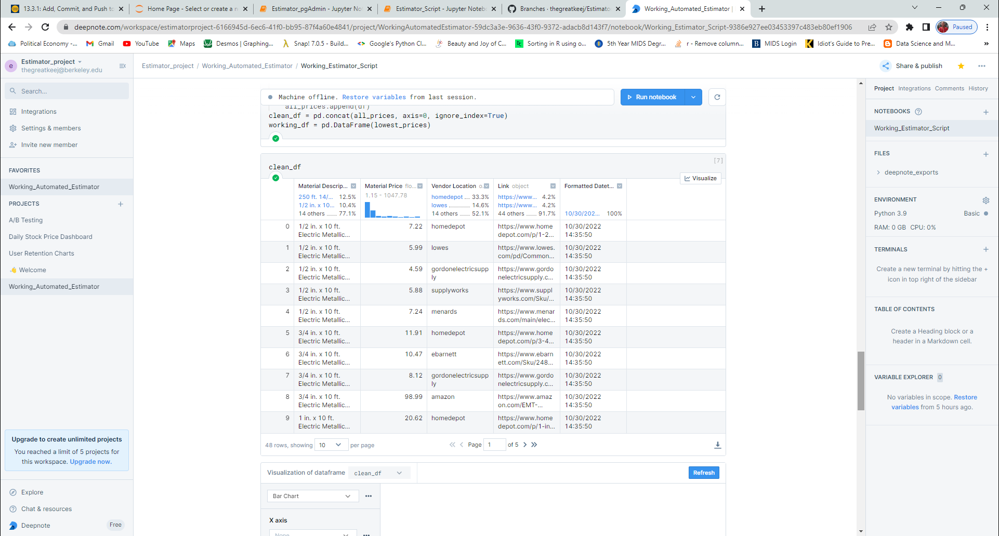 13.3.1: Add, Commit, and Push to
Home Page - Select or create a n
Estimator_pgAdmin - Jupyter No
Estimator_Script - Jupyter Notebo
Branches · thegreatkeej/Estimato
Working_Automated_Estimator |
deepnote.com/workspace/estimatorproject-6166945d-6ec6-41f0-bb95-87f4a60e4841/project/WorkingAutomatedEstimator-59dc3a3e-9636-43f0-9372-adacb8d143f7/notebook/Working_Estimator_Script-9386e927ee03453397c483eb80ef1906
Paused
Political Economy -...
Gmail
YouTube
Maps
Desmos | Graphing...
Snap! 7.0.5 - Build...
Google's Python Cl...
Beauty and Joy of C...
Sorting in R using o...
5th Year MIDS Degr...
r - Remove column...
MIDS Login
Idiot's Guide to Pre...
Data Science and M...
»
e
Estimator_project
thegreatkeej@berkeley.edu
Search...
Integrations
Settings & members
Invite new member
FAVORITES
Working_Automated_Estimator
PROJECTS
A/B Testing
Daily Stock Price Dashboard
User Retention Charts
👋 Welcome
Working_Automated_Estimator
Upgrade to create unlimited projects
You reached a limit of 5 projects for
this workspace. Upgrade now.
Explore
Chat & resources
Deepnote
Free
Estimator_project / Working_Automated_Estimator / Working_Estimator_Script
Share & publish
Machine offline. Restore variables from last session.
Run notebook
all_prices.append(df)
clean_df = pd.concat(all_prices, axis=0, ignore_index=True)
working_df = pd.DataFrame(lowest_prices)
[7]
clean_df
Visualize
Material Descrip... Material Price flo... Vendor Location o... Link object Formatted Datet...
250 ft. 14/... 12.5% 1.15 - 1047.78 homedepot 33.3% https://www... 4.2%
1/2 in. x 10... 10.4% lowes 14.6% https://www... 4.2%
14 others 77.1% 14 others 52.1% 44 others 91.7% 10/30/202... 100%
0 1/2 in. x 10 ft. 7.22 homedepot https://www.home 10/30/2022
Electric Metallic... depot.com/p/1-2... 14:35:50
1 1/2 in. x 10 ft. 5.99 lowes https://www.lowes. 10/30/2022
Electric Metallic... com/pd/Common... 14:35:50
2 1/2 in. x 10 ft. 4.59 gordonelectricsupp https://www.gordo 10/30/2022
Electric Metallic... ly nelectricsupply.c... 14:35:50
3 1/2 in. x 10 ft. 5.88 supplyworks https://www.suppl 10/30/2022
Electric Metallic... yworks.com/Sku/... 14:35:50
4 1/2 in. x 10 ft. 7.24 menards https://www.menar 10/30/2022
Electric Metallic... ds.com/main/elec... 14:35:50
5 3/4 in. x 10 ft. 11.91 homedepot https://www.home 10/30/2022
Electric Metallic... depot.com/p/3-4... 14:35:50
6 3/4 in. x 10 ft. 10.47 ebarnett https://www.ebarn 10/30/2022
Electric Metallic... ett.com/Sku/248... 14:35:50
7 3/4 in. x 10 ft. 8.12 gordonelectricsupp https://www.gordo 10/30/2022
Electric Metallic... ly nelectricsupply.c... 14:35:50
8 3/4 in. x 10 ft. 98.99 amazon https://www.amaz 10/30/2022
Electric Metallic... on.com/EMT-... 14:35:50
9 1 in. x 10 ft. 20.62 homedepot https://www.home 10/30/2022
Electric Metallic... depot.com/p/1-in... 14:35:50
48 rows, showing 10 per page
Page 1 of 5
Visualization of dataframe clean_df
Refresh
Bar Chart
X axis
None
Project Integrations Comments History
NOTEBOOKS
Working_Estimator_Script
FILES
deepnote_exports
ENVIRONMENT
Python 3.9 Basic
RAM: 0 GB CPU: 0%
TERMINALS
Create a new terminal by hitting the +
icon in top right of the sidebar
TABLE OF CONTENTS
Create a Heading block or a
header in a Markdown cell.
VARIABLE EXPLORER 0
No variables in scope. Restore
variables from 5 hours ago.